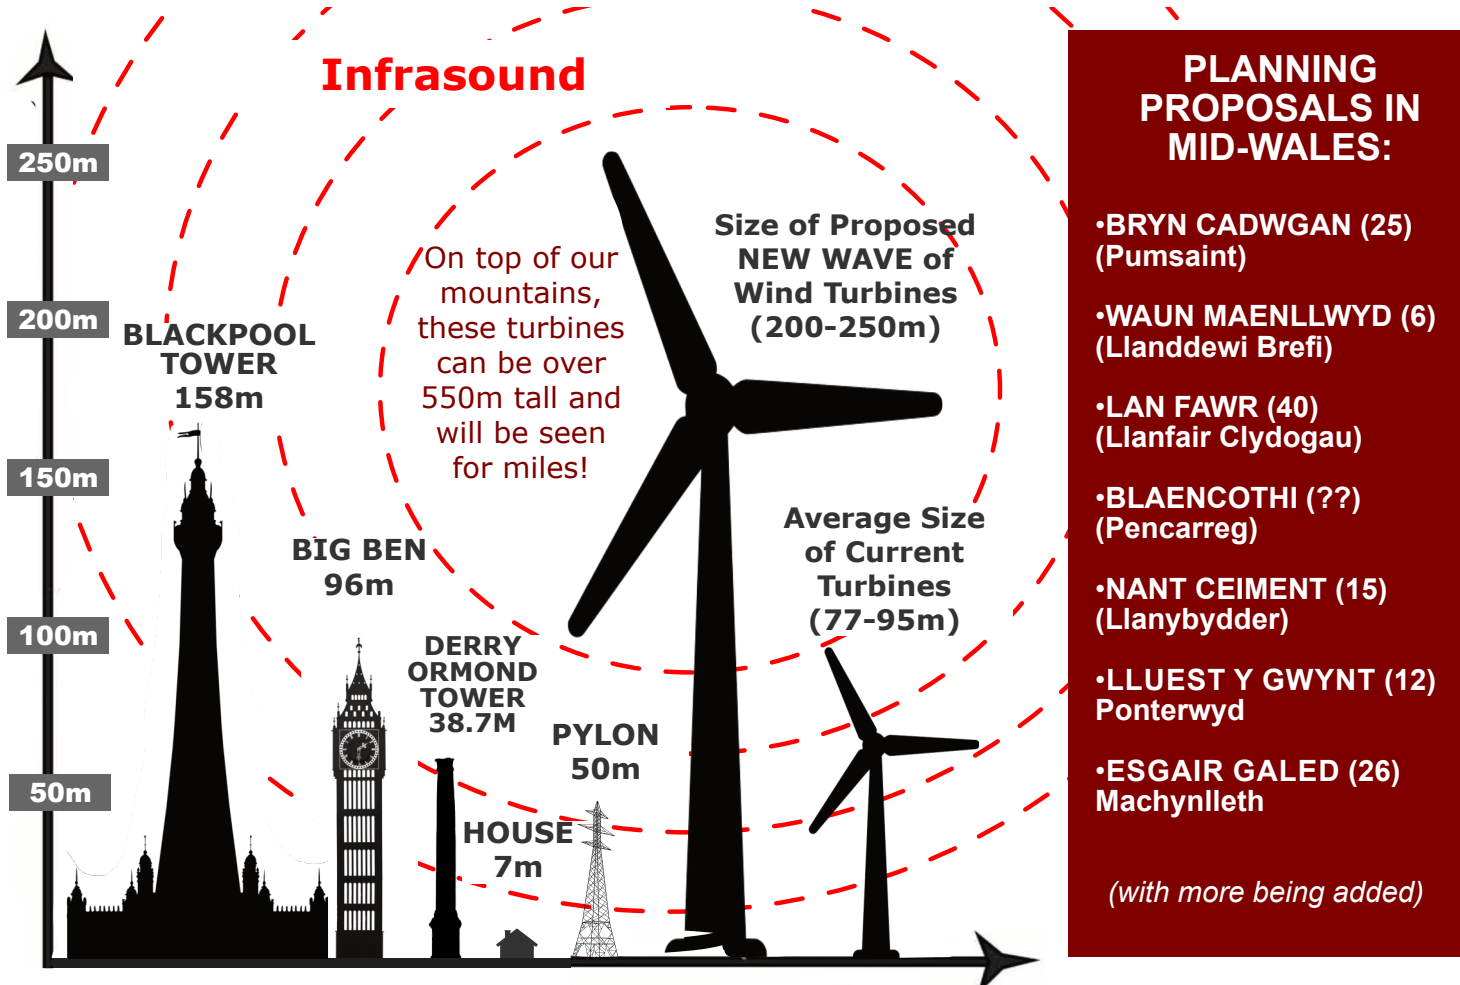 Infrasound
250m
200m
150m
100m
50m
BLACKPOOL
TOWER
158m
BIG BEN
96m
DERRY
ORMOND
TOWER
38.7M
HOUSE
7m
PYLON
50m
On top of our
mountains,
these turbines
can be over
550m tall and
will be seen
for miles!
Size of Proposed
NEW WAVE of
Wind Turbines
(200-250m)
Average Size
of Current
Turbines
(77-95m)
PLANNING
PROPOSALS IN
MID-WALES:
•BRYN CADWGAN (25)
(Pumsaint)
•WAUN MAENLLWYD (6)
(Llanddewi Brefi)
•LAN FAWR (40)
(Llanfair Clydogau)
•BLAENCOTHI (??)
(Pencarreg)
•NANT CEIMENT (15)
(Llanybydder)
•LLUEST Y GWYNT (12)
Ponterwyd
•ESGAIR GALED (26)
Machynlleth
(with more being added)